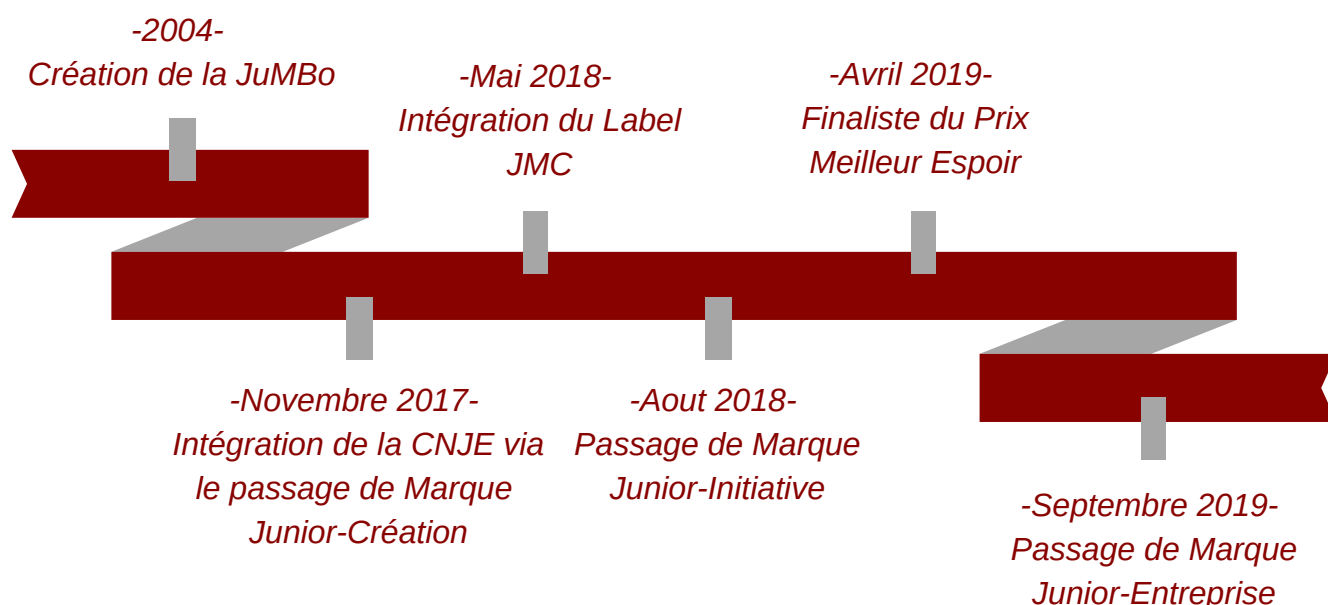 -2004-
Création de la JuMBo
-Novembre 2017-
Intégration de la CNJE via
le passage de Marque
Junior-Création
-Mai 2018-
Intégration du Label
JMC
-Aout 2018-
Passage de Marque
Junior-Initiative
-Avril 2019-
Finaliste du Prix
Meilleur Espoir
-Septembre 2019-
Passage de Marque
Junior-Entreprise